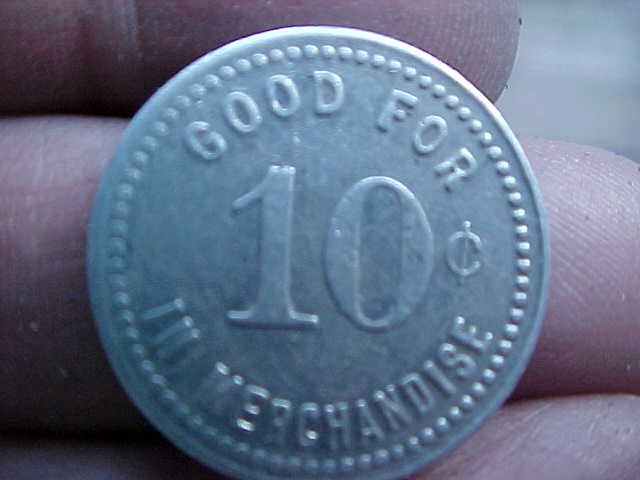 GOOD FOR
10¢
IN MERCHANDISE